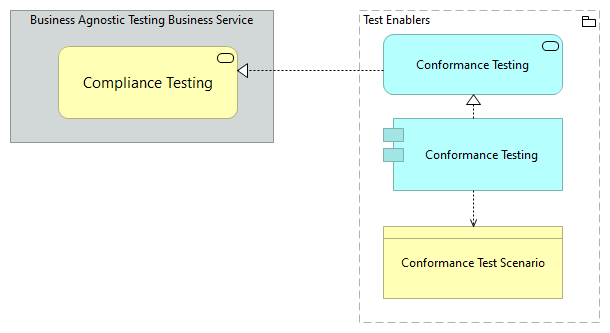 Business Agnostic Testing Business Service
Compliance Testing
Test Enablers
Conformance Testing
Conformance Testing
Conformance Test Scenario